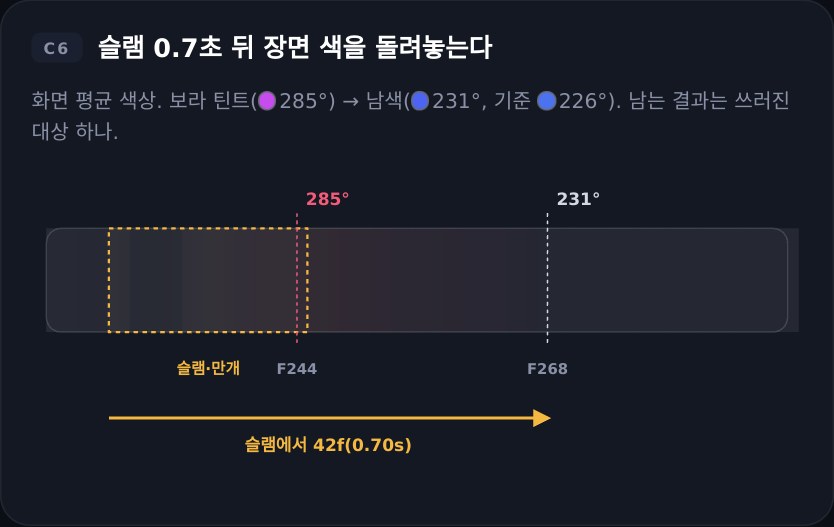 C6 슬램 0.7초 뒤 장면 색을 돌려놓는다
화면 평균 색상. 보라 틴트(285°) → 남색(231°, 기준 226°). 남는 결과는 쓰러진
대상 하나.
285° 231°
슬램·만개 F244 F268
슬램에서 42f(0.70s)